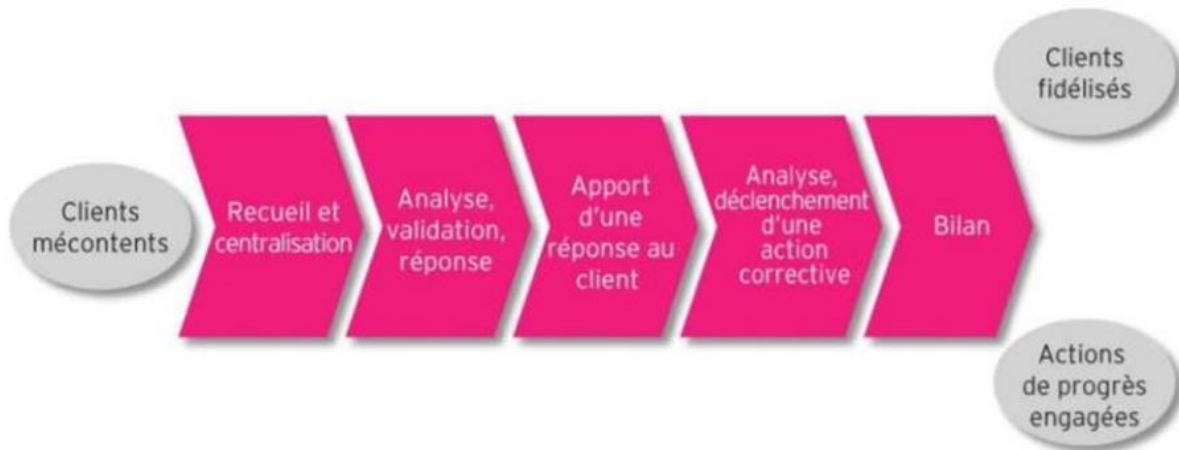 Clients
mécontents
Recueil et
centralisation
Analyse,
validation,
réponse
Apport
d'une
réponse au
client
Analyse,
déclenchement
d'une
action
corrective
Bilan
Clients
fidélisés
Actions
de progrès
engagées